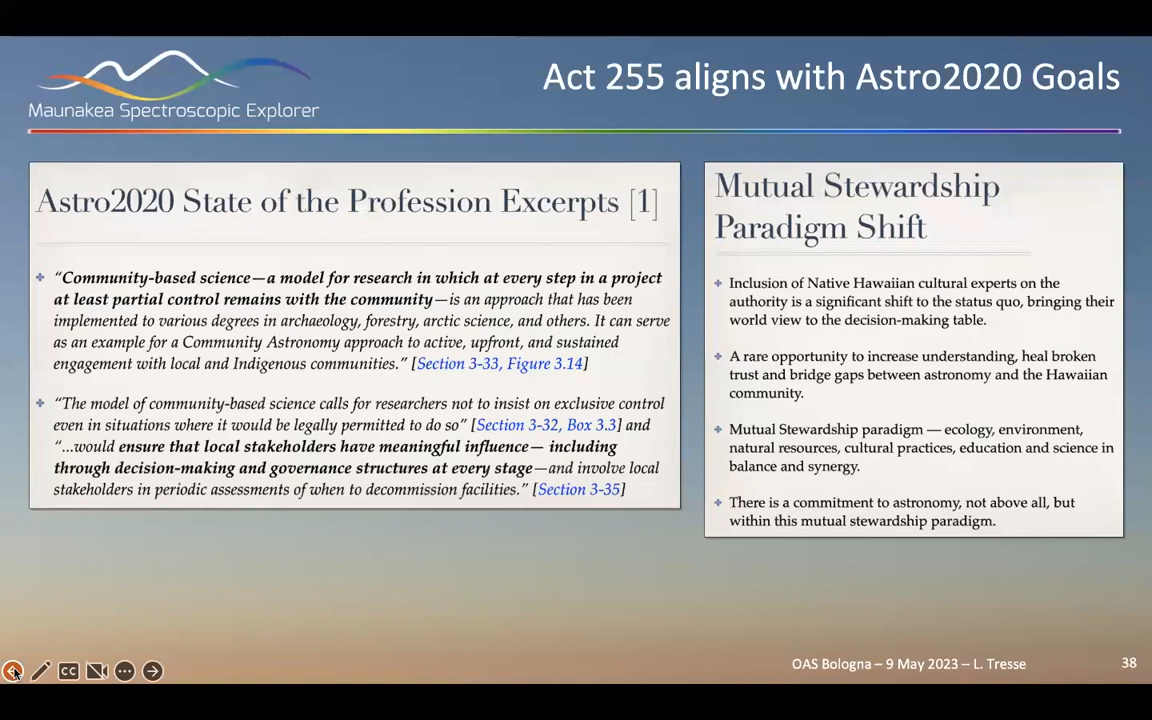 Act 255 aligns with Astro2020 Goals
Maunakea Spectroscopic Explorer
Astro2020 State of the Profession Excerpts [1]
“Community-based science—a model for research in which at every step in a project
at least partial control remains with the community—is an approach that has been
implemented to various degrees in archaeology, forestry, arctic science, and others. It can serve
as an example for a Community Astronomy approach to active, upfront, and sustained
engagement with local and Indigenous communities.” [Section 3-33, Figure 3.14]
“The model of community-based science calls for researchers not to insist on exclusive control
even in situations where it would be legally permitted to do so” [Section 3-32, Box 3.3] and
“...would ensure that local stakeholders have meaningful influence— including
through decision-making and governance structures at every stage—and involve local
stakeholders in periodic assessments of when to decommission facilities.” [Section 3-35]
Mutual Stewardship
Paradigm Shift
Inclusion of Native Hawaiian cultural experts on the
authority is a significant shift to the status quo, bringing their
world view to the decision-making table.
A rare opportunity to increase understanding, heal broken
trust and bridge gaps between astronomy and the Hawaiian
community.
Mutual Stewardship paradigm — ecology, environment,
natural resources, cultural practices, education and science in
balance and synergy.
There is a commitment to astronomy, not above all, but
within this mutual stewardship paradigm.
CC
OAS Bologna – 9 May 2023 – L. Tresse
38